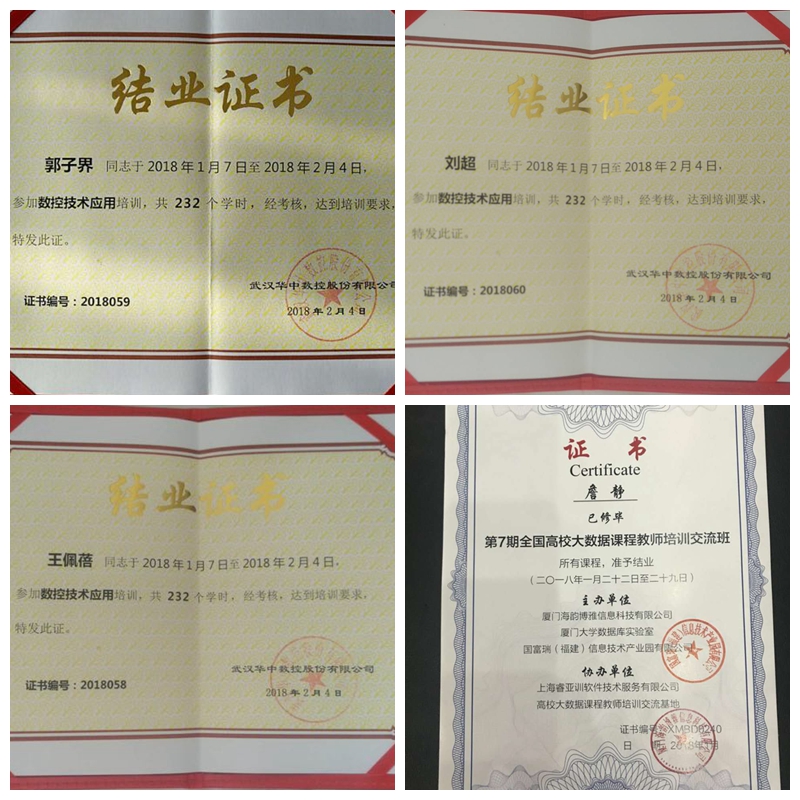 结业证书
郭子界 同志于 2018 年 1 月 7 日至 2018 年 2 月 4 日，
参加数控技术应用培训，共 232 个学时，经考核，达到培训要求，
特发此证。
武汉华中数控股份有限公司
证书编号：2018059
2018 年 2 月 4 日
结业证书
刘超 同志于 2018 年 1 月 7 日至 2018 年 2 月 4 日，
参加数控技术应用培训，共 232 个学时，经考核，达到培训要求，
特发此证。
武汉华中数控股份有限公司
证书编号：2018060
2018 年 2 月 4 日
结业证书
王佩蓓 同志于 2018 年 1 月 7 日至 2018 年 2 月 4 日，
参加数控技术应用培训，共 232 个学时，经考核，达到培训要求，
特发此证。
武汉华中数控股份有限公司
证书编号：2018058
2018 年 2 月 4 日
证 书
Certificate
詹 静
已修毕
第7期全国高校大数据课程教师培训交流班
所有课程，准予结业
（二〇一八年一月二十二日至二十九日）
主办单位
厦门海韵博雅信息科技有限公司
厦门大学数据库实验室
国富瑞（福建）信息技术产业园有限公司
协办单位
上海睿亚训软件技术服务有限公司
高校大数据课程教师培训交流基地
证书编号：XMBD0240
日 期：2018年1月